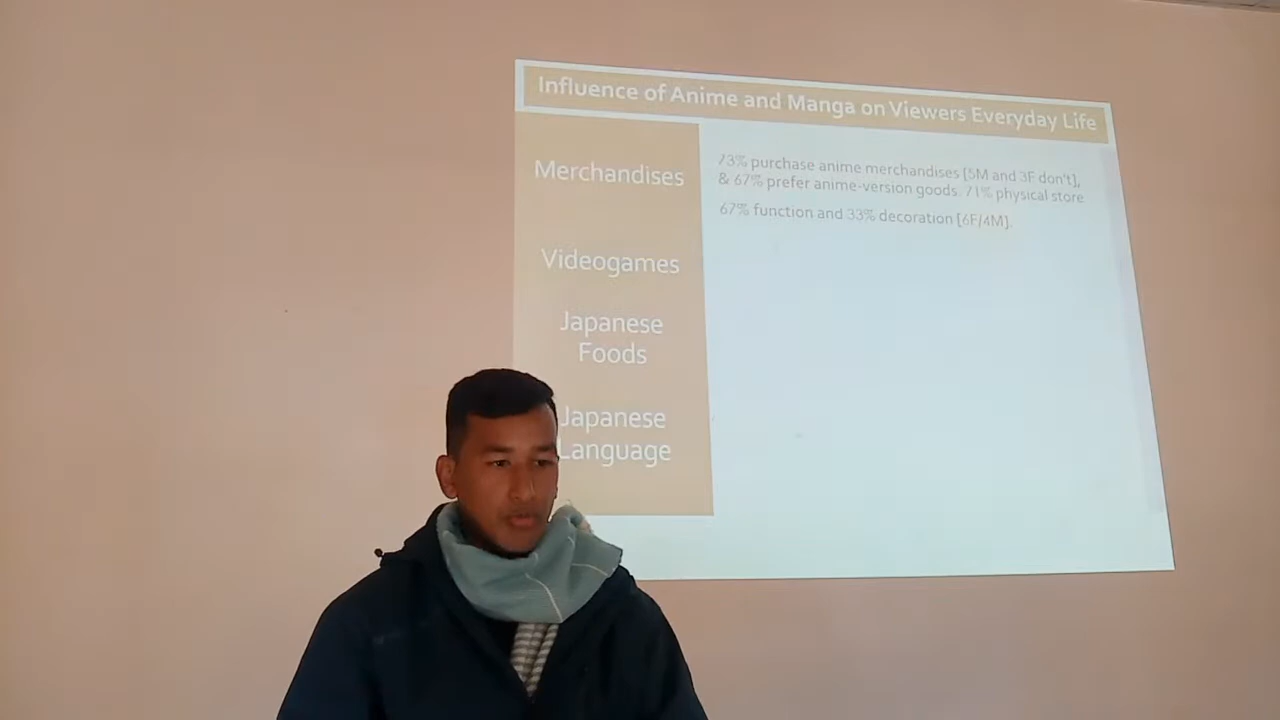 Influence of Anime and Manga on Viewers Everyday Life
Merchandises
73% purchase anime merchandises [5M and 3F don't],
& 67% prefer anime-version goods. 71% physical store
67% function and 33% decoration [6F/4M].
Videogames
Japanese
Foods
Japanese
Language